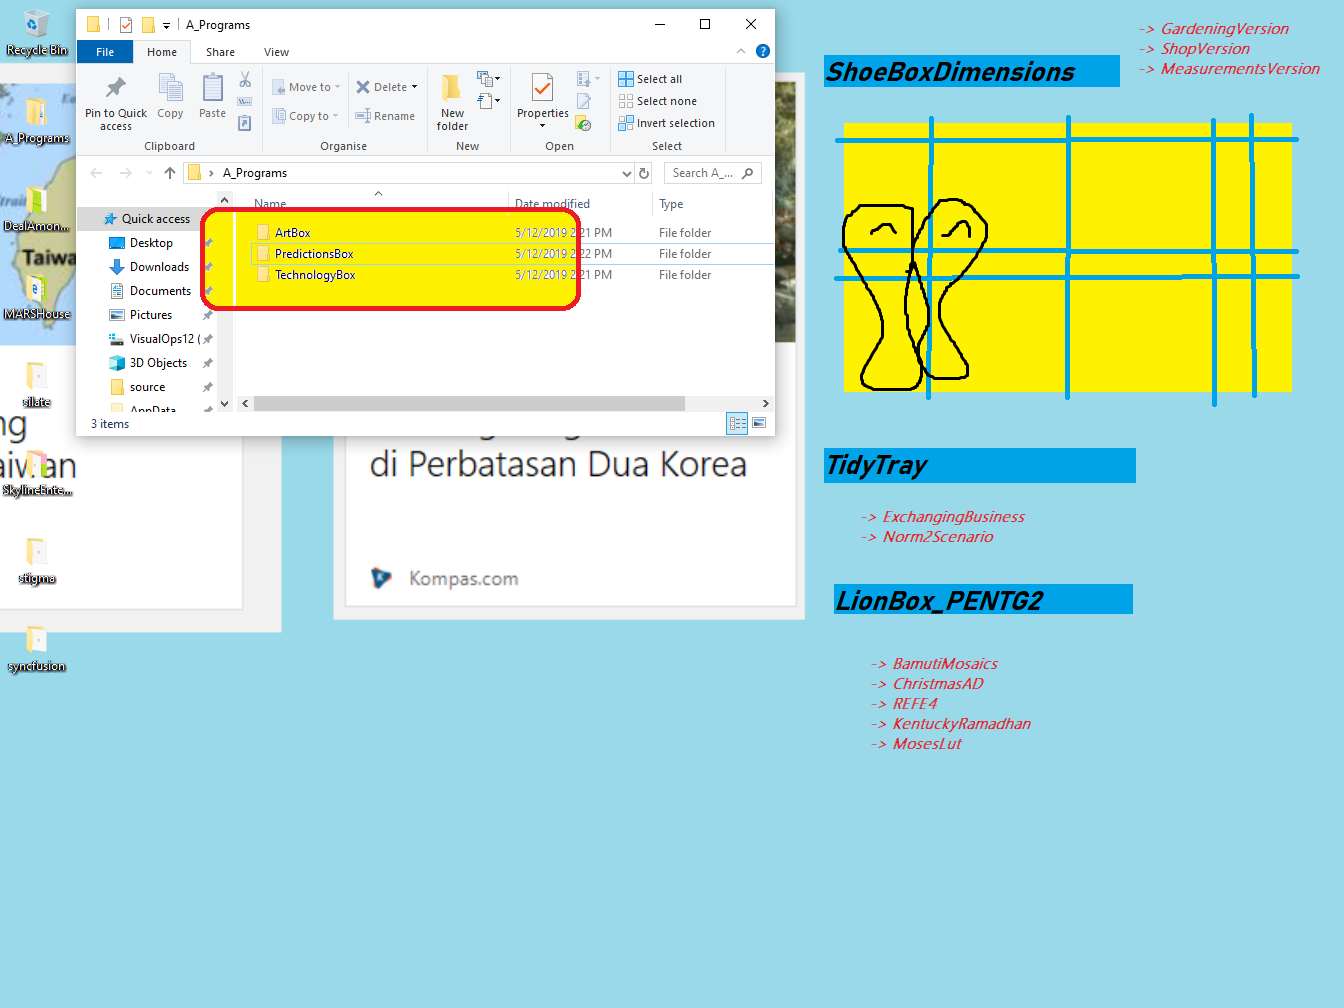 Recycle Bin
A_Programs
DealAmon...
MARSHouse
silate
SkylineEnte...
stigma
syncfusion
Taiwa
aiwan
A_Programs
File
Home
Share
View
Pin to Quick access
Copy
Paste
Clipboard
Move to
Copy to
Delete
Rename
Organise
New folder
New
Properties
Open
Select all
Select none
Invert selection
Select
A_Programs
Search A_...
Quick access
Desktop
Downloads
Documents
Pictures
VisualOps12 (
3D Objects
source
AppData
Name
Date modified
Type
ArtBox 5/12/2019 2:21 PM File folder
PredictionsBox 5/12/2019 2:22 PM File folder
TechnologyBox 5/12/2019 2:21 PM File folder
3 items
di Perbatasan Dua Korea
Kompas.com
-> GardeningVersion
-> ShopVersion
-> MeasurementsVersion
ShoeBoxDimensions
TidyTray
-> ExchangingBusiness
-> Norm2Scenario
LionBox_PENTG2
-> BamutiMosaics
-> ChristmasAD
-> REFE4
-> KentuckyRamadhan
-> MosesLut